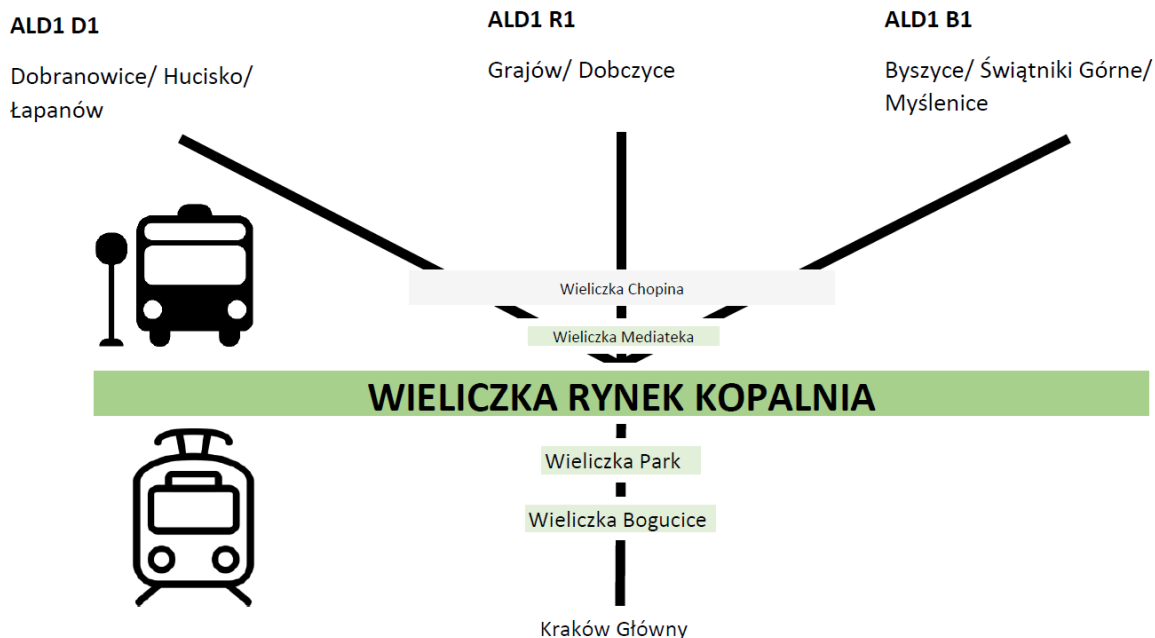 ALD1 D1
Dobranowice/ Hucisko/
Łapanów
ALD1 R1
Grajów/ Dobczyce
ALD1 B1
Byszyce/ Świątniki Górne/
Myślenice
Wieliczka Chopina
Wieliczka Mediateka
WIELICZKA RYNEK KOPALNIA
Wieliczka Park
Wieliczka Bogucice
Kraków Główny